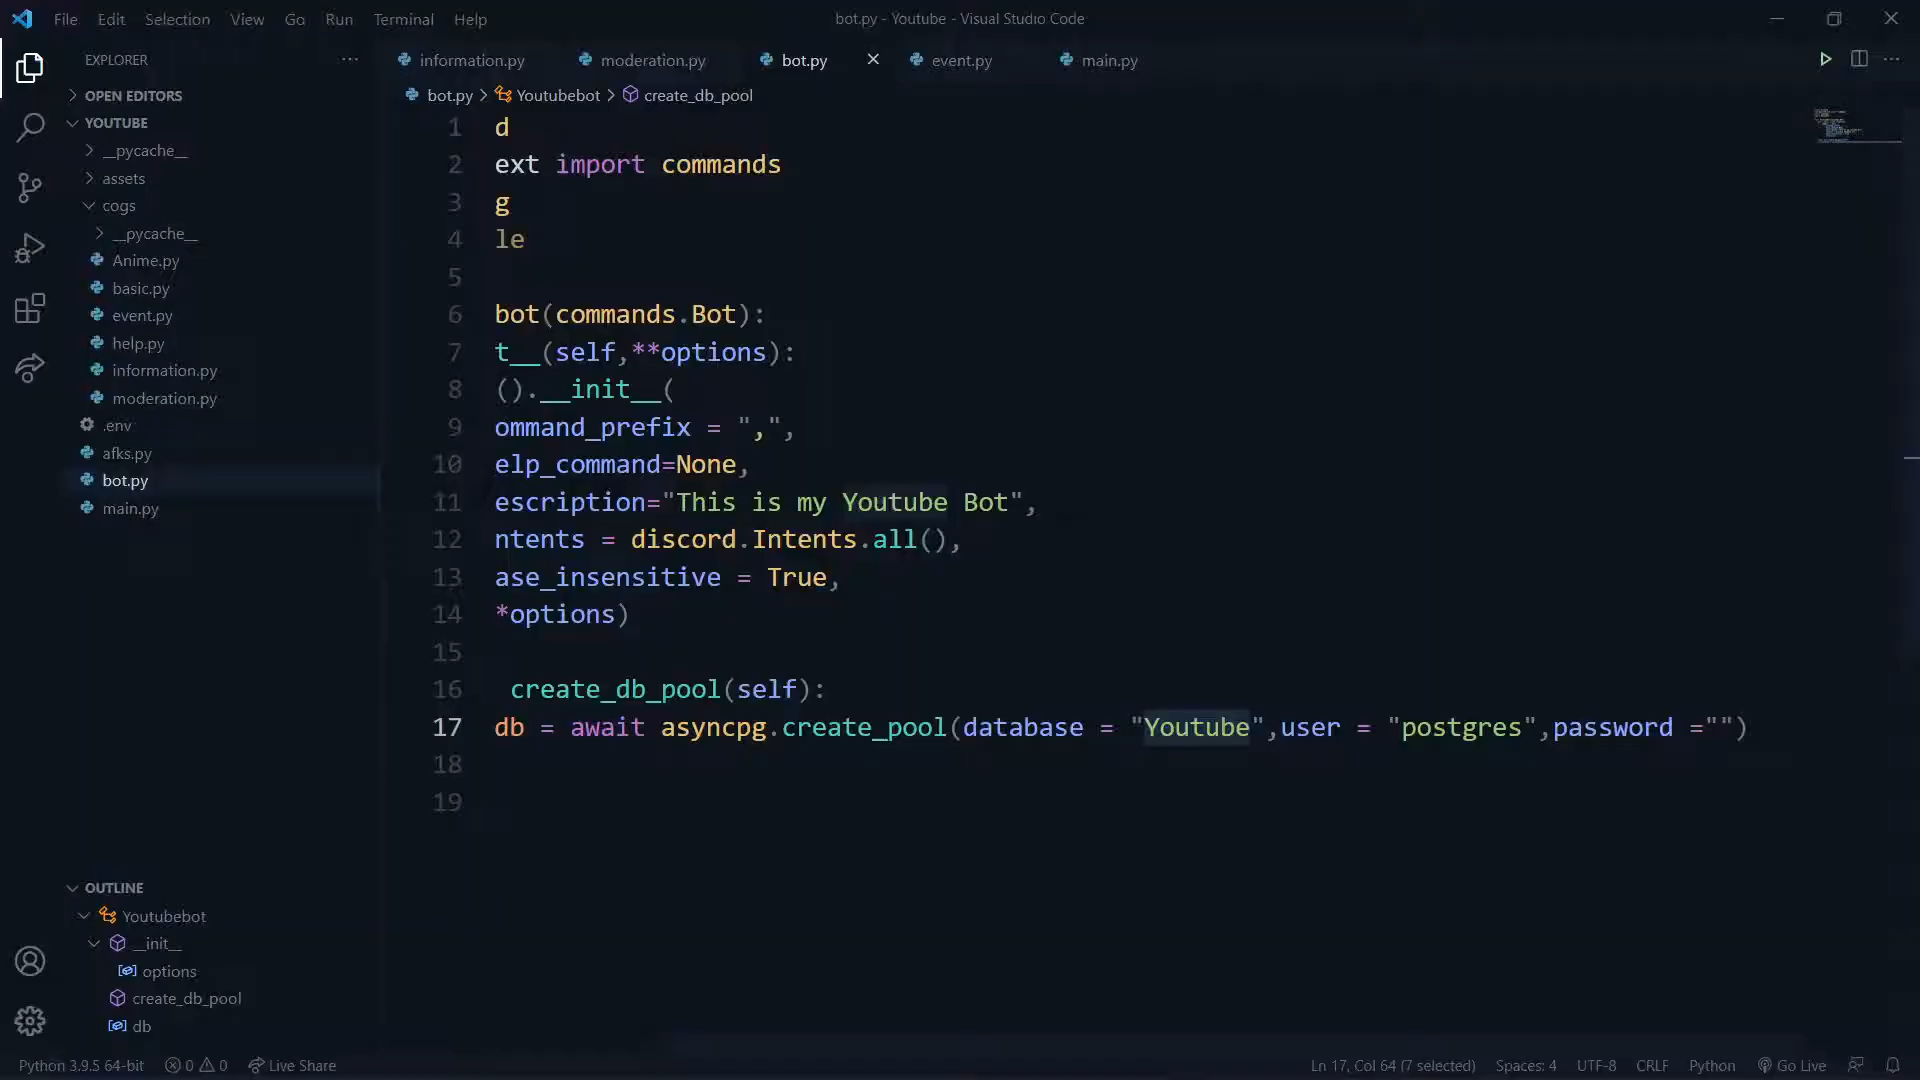 File Edit Selection View Go Run Terminal Help bot.py - Youtube - Visual Studio Code
EXPLORER ...
information.py moderation.py bot.py event.py main.py
OPEN EDITORS
YOUTUBE
__pycache__
assets
cogs
__pycache__
Anime.py
basic.py
event.py
help.py
information.py
moderation.py
.env
afks.py
bot.py
main.py
OUTLINE
Youtubebot
__init__
options
create_db_pool
db
bot.py > Youtubebot > create_db_pool
1 d
2 ext import commands
3 g
4 le
5
6 bot(commands.Bot):
7 t__(self,**options):
8 ().__init__(
9 ommand_prefix = ",",
10 elp_command=None,
11 escription="This is my Youtube Bot",
12 ntents = discord.Intents.all(),
13 ase_insensitive = True,
14 *options)
15
16 create_db_pool(self):
17 db = await asyncpg.create_pool(database = "Youtube",user = "postgres",password ="")
18
19
Python 3.9.5 64-bit 0 0 Live Share Ln 17, Col 64 (7 selected) Spaces: 4 UTF-8 CRLF Python Go Live